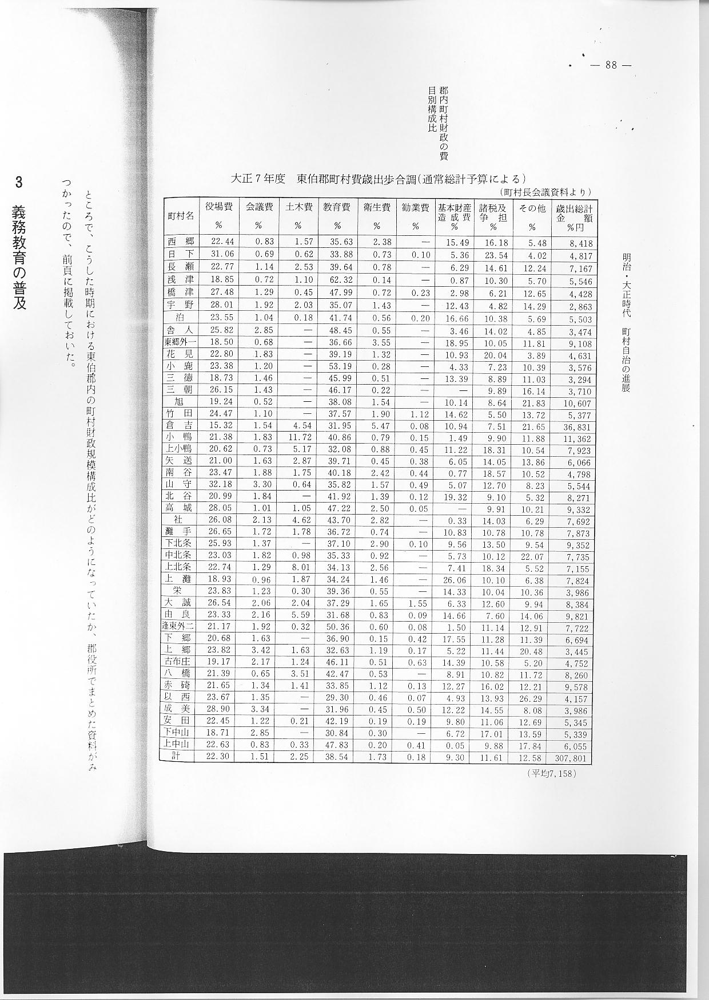 — 88 —
明治・大正時代 町村自治の進展
郡内町村財政の費
目別構成比
大正7年度 東伯郡町村費歳出歩合調(通常総計予算による)
(町村長会議資料より)
町村名 役場費 % 会議費 % 土木費 % 教育費 % 衛生費 % 勧業費 % 基本財産造成費 % 諸税及争担 % その他 % 歳出総計金額 %円
西郷 22.44 0.83 1.57 35.63 2.38 — 15.49 16.18 5.48 8,418
日下 31.06 0.69 0.62 33.88 0.73 0.10 5.36 23.54 4.02 4,817
長瀬 22.77 1.14 2.53 39.64 0.78 — 6.29 14.61 12.24 7,167
浅津 18.85 0.72 1.10 62.32 0.14 — 0.87 10.30 5.70 5,546
橋津 27.48 1.29 0.45 47.99 0.72 0.23 2.98 6.21 12.65 4,428
宇野 28.01 1.92 2.03 35.07 1.43 — 12.43 4.82 14.29 2,863
泊 23.55 1.04 0.18 41.74 0.56 0.20 16.66 10.38 5.69 5,503
舎人 25.82 2.85 — 48.45 0.55 — 3.46 14.02 4.85 3,474
東郷外一 18.50 0.68 — 36.66 3.55 — 18.95 10.05 11.81 9,108
花見 22.80 1.83 — 39.19 1.32 — 10.93 20.04 3.89 4,631
小鹿 23.38 1.20 — 53.19 0.28 — 4.33 7.23 10.39 3,576
三徳 18.73 1.46 — 45.99 0.51 — 13.39 8.89 11.03 3,294
三朝 26.15 1.43 — 46.17 0.22 — — 9.89 16.14 3,710
旭 19.24 0.52 — 38.08 1.54 — 10.14 8.64 21.83 10,607
竹田 24.47 1.10 — 37.57 1.90 1.12 14.62 5.50 13.72 5,377
倉吉 15.32 1.54 4.54 31.95 5.47 0.08 10.94 7.51 21.65 36,831
小鴨 21.38 1.83 11.72 40.86 0.79 0.15 1.49 9.90 11.88 11,362
上小鴨 20.62 0.73 5.17 32.08 0.88 0.45 11.22 18.31 10.54 7,923
矢送 21.00 1.63 2.87 39.71 0.45 0.38 6.05 14.05 13.86 6,066
南谷 23.47 1.88 1.75 40.18 2.42 0.44 0.77 18.57 10.52 4,798
山守 32.18 3.30 0.64 35.82 1.57 0.49 5.07 12.70 8.23 5,544
北谷 20.99 1.84 — 41.92 1.39 0.12 19.32 9.10 5.32 8,271
高城 28.05 1.01 1.05 47.22 2.50 0.05 — 9.91 10.21 9,332
社 26.08 2.13 4.62 43.70 2.82 — 0.33 14.03 6.29 7,692
灘手 26.65 1.72 1.78 36.72 0.74 — 10.83 10.78 10.78 7,873
下北条 25.93 1.37 — 37.10 2.90 0.10 9.56 13.50 9.54 9,352
中北条 23.03 1.82 0.98 35.33 0.92 — 5.73 10.12 22.07 7,735
上北条 22.74 1.29 8.01 34.13 2.56 — 7.41 18.34 5.52 7,155
上灘 18.93 0.96 1.87 34.24 1.46 — 26.06 10.10 6.38 7,824
栄 23.83 1.23 0.30 39.36 0.55 — 14.33 10.04 10.36 3,986
大誠 26.54 2.06 2.04 37.29 1.65 1.55 6.33 12.60 9.94 8,384
由良 23.33 2.16 5.59 31.68 0.83 0.09 14.66 7.60 14.06 9,821
逢東外二 21.17 1.92 0.32 50.36 0.60 0.08 1.50 11.14 12.91 7,722
下郷 20.68 1.63 — 36.90 0.15 0.42 17.55 11.28 11.39 6,694
上郷 23.82 3.42 1.63 32.63 1.19 0.17 5.22 11.44 20.48 3,445
古布庄 19.17 2.17 1.24 46.11 0.51 0.63 14.39 10.58 5.20 4,752
八橋 21.39 0.65 3.51 42.47 0.53 — 8.91 10.82 11.72 8,260
赤碕 21.65 1.34 1.41 33.85 1.12 0.13 12.27 16.02 12.21 9,578
以西 23.67 1.35 — 29.30 0.46 0.07 4.93 13.93 26.29 4,157
成美 28.90 3.34 — 31.96 0.45 0.50 12.22 14.55 8.08 3,986
安田 22.45 1.22 0.21 42.19 0.19 0.19 9.80 11.06 12.69 5,345
下中山 18.71 2.85 — 30.84 0.30 — 6.72 17.01 13.59 5,339
上中山 22.63 0.83 0.33 47.83 0.20 0.41 0.05 9.88 17.84 6,055
計 22.30 1.51 2.25 38.54 1.73 0.18 9.30 11.61 12.58 307,801
(平均7,158)
ところで、こうした時期における東伯郡内の町村財政規模構成比がどのようになっていたか、郡役所でまとめた資料がみ
つかったので、前頁に掲載しておいた。
3 義務教育の普及